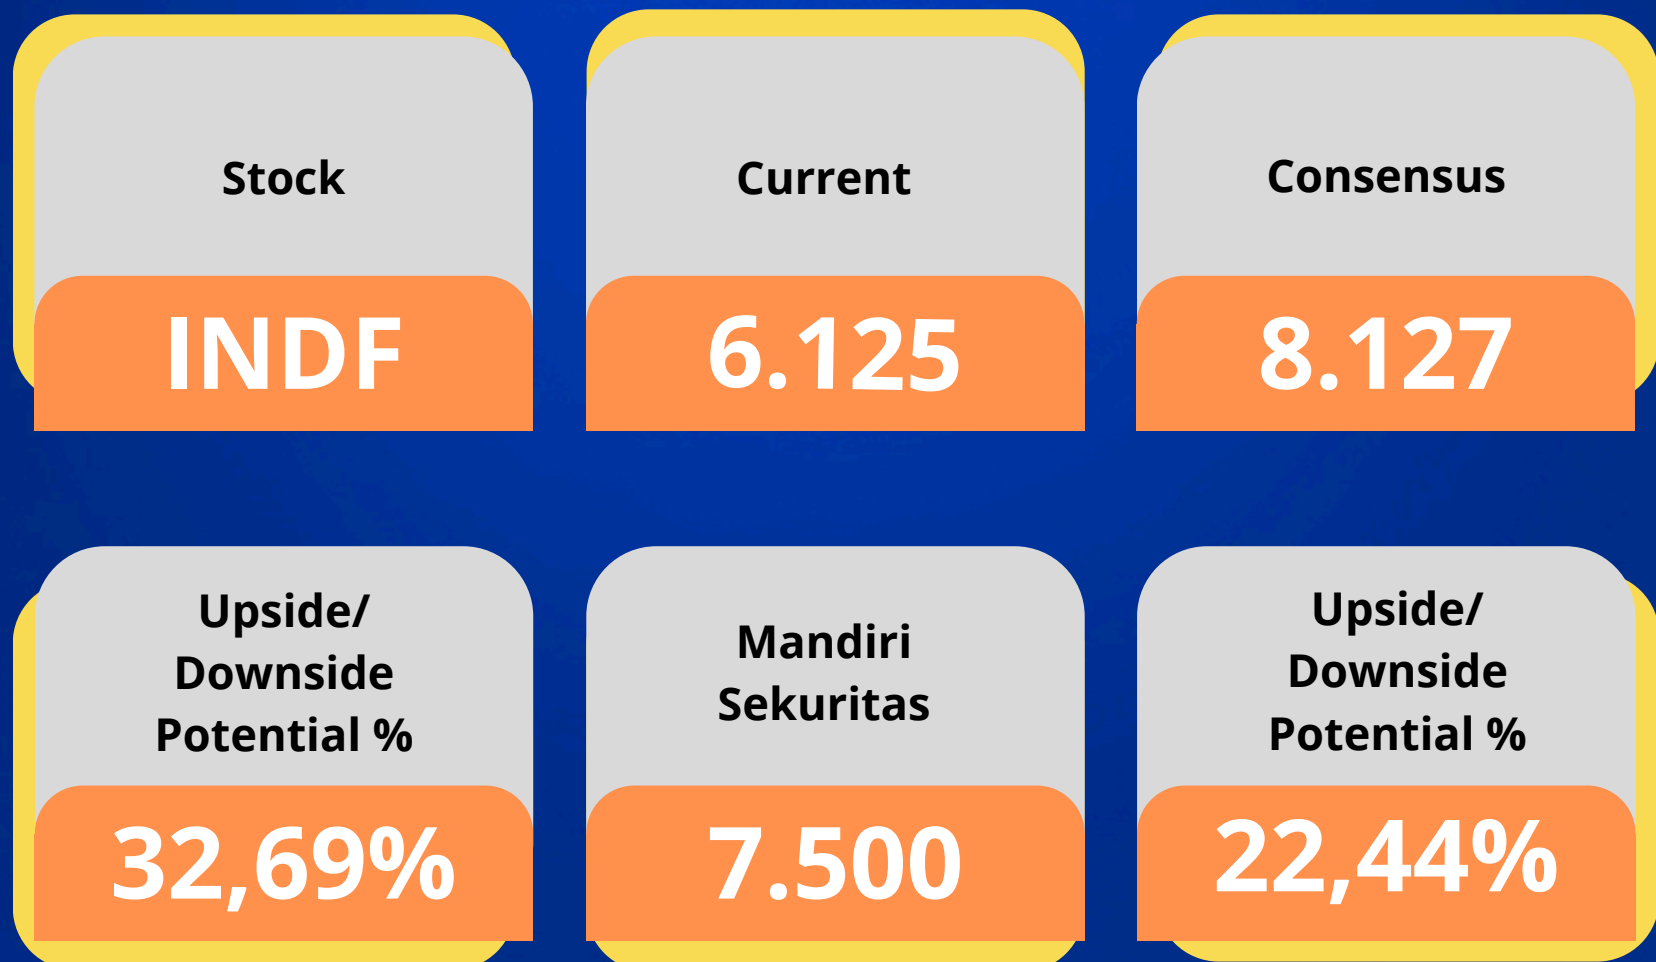 Stock
INDF
Current
6.125
Consensus
8.127
Upside/
Downside
Potential %
32,69%
Mandiri
Sekuritas
7.500
Upside/
Downside
Potential %
22,44%